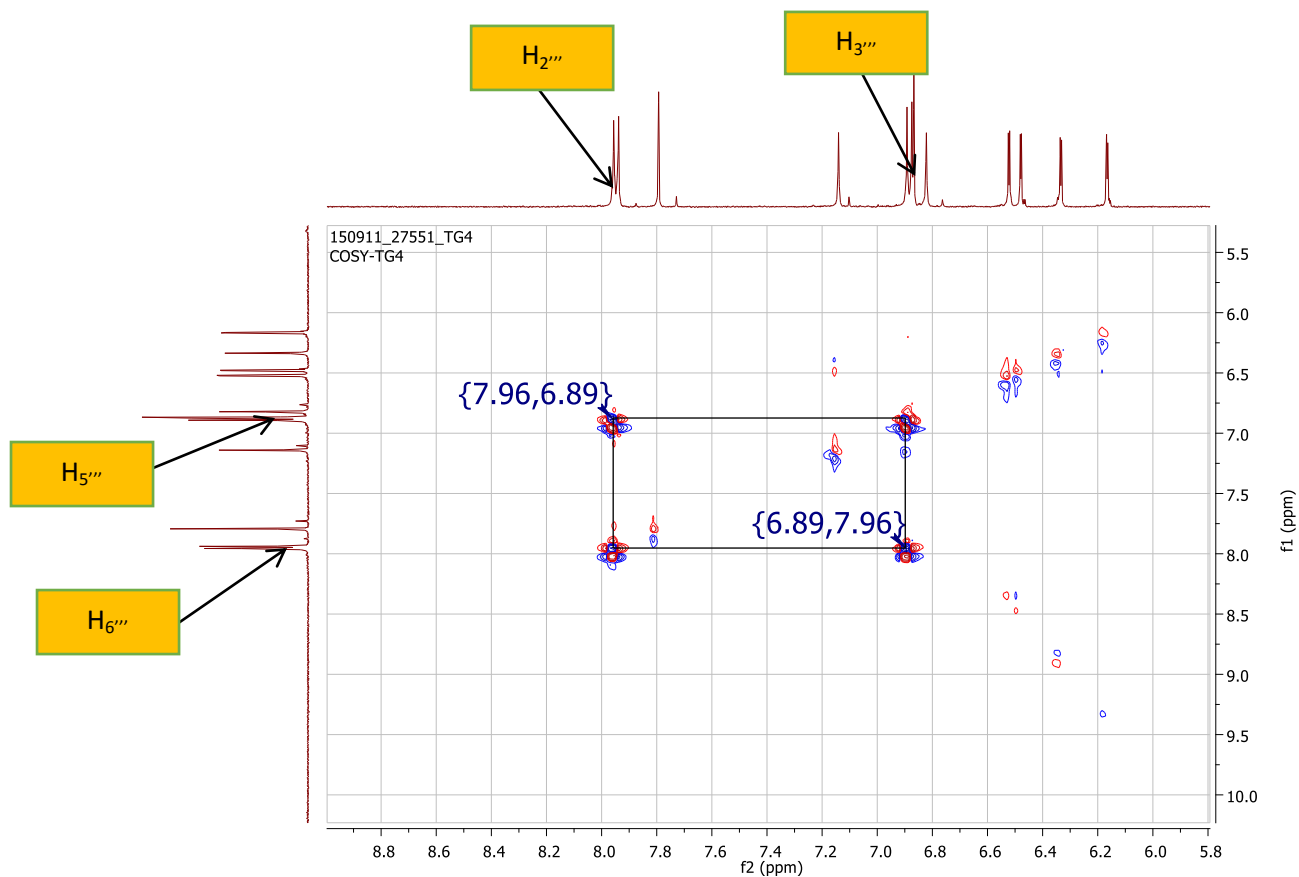 H2′′′
H3′′′
150911_27551_TG4
COSY-TG4
5.5
6.0
{7.96,6.89}
6.5
7.0
H5′′′
7.5
{6.89,7.96}
f1 (ppm)
8.0
H6′′′
8.5
9.0
9.5
10.0
8.8 8.6 8.4 8.2 8.0 7.8 7.6 7.4 7.2 7.0 6.8 6.6 6.4 6.2 6.0 5.8
f2 (ppm)